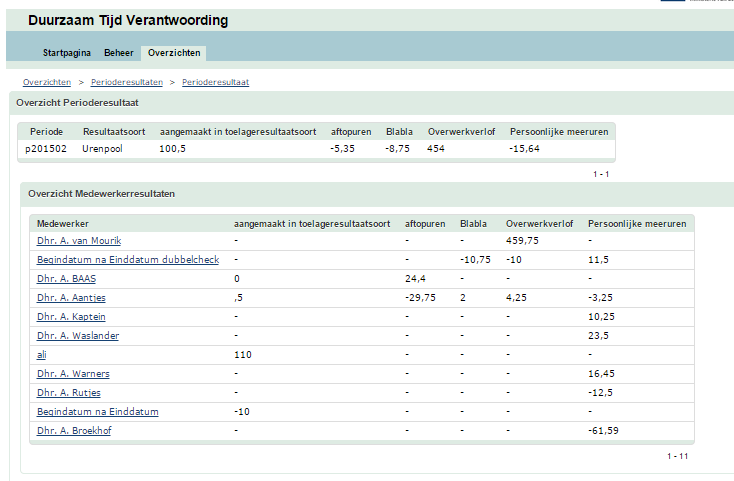 Duurzaam Tijd Verantwoording
Startpagina Beheer Overzichten
Overzichten > Perioderesultaten > Perioderesultaat
Overzicht Perioderesultaat
Periode Resultaatsoort aangemaakt in toelageresultaatsoort aftopuren Blabla Overwerkverlof Persoonlijke meeruren
p201502 Urenpool 100,5 -5,35 -8,75 454 -15,64
1 - 1
Overzicht Medewerkerresultaten
Medewerker aangemaakt in toelageresultaatsoort aftopuren Blabla Overwerkverlof Persoonlijke meeruren
Dhr. A. van Mourik - - - 459,75 -
Begindatum na Einddatum dubbelcheck - - -10,75 -10 11,5
Dhr. A. BAAS 0 24,4 - - -
Dhr. A. Aantjes ,5 -29,75 2 4,25 -3,25
Dhr. A. Kaptein - - - - 10,25
Dhr. A. Waslander - - - - 23,5
ali 110 - - - -
Dhr. A. Warners - - - - 16,45
Dhr. A. Rutjes - - - - -12,5
Begindatum na Einddatum -10 - - - -
Dhr. A. Broekhof - - - - -61,59
1 - 11